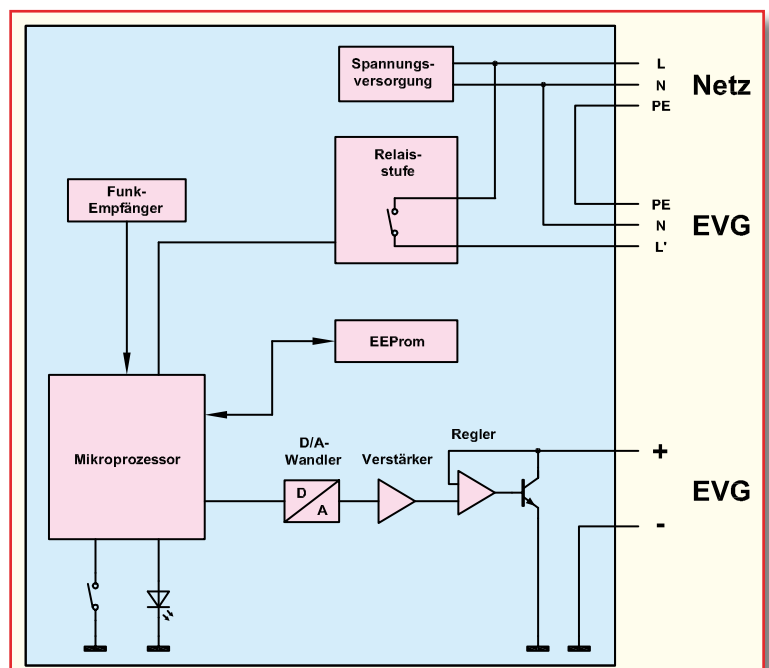 Spannungs-
versorgung
L
N
Netz
PE
Relais-
stufe
Funk-
Empfänger
PE
N
EVG
L'
EEProm
Mikroprozessor
D/A-
Wandler
Verstärker
Regler
D
A
+
EVG
-